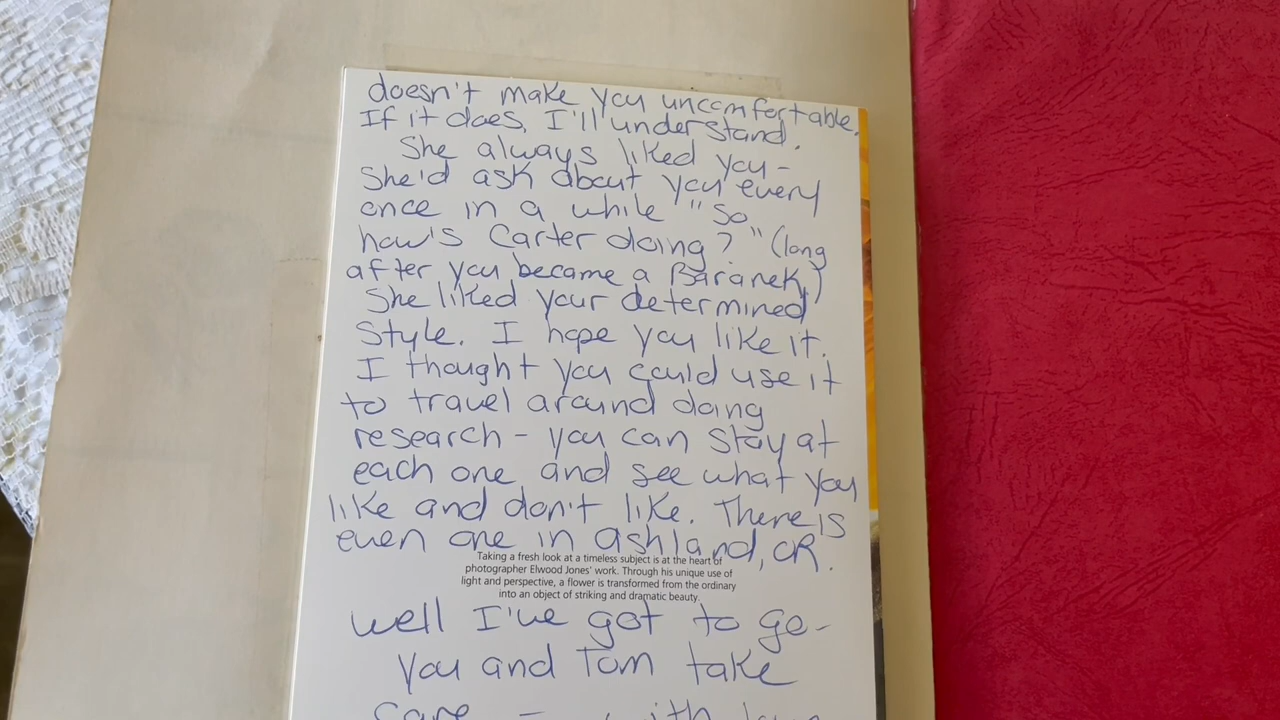 doesn't make you uncomfortable.
If it does, I'll understand.
She always liked you -
She'd ask about you every
once in a while "So
how's Carter doing?" (long
after you became a Baranek)
She liked your determined
style. I hope you like it.
I thought you could use it
to travel around doing
research - you can stay at
each one and see what you
like and don't like. There is
even one in Ashland, OR.
Taking a fresh look at a timeless subject is at the heart of
photographer Elwood Jones' work. Through his unique use of
light and perspective, a flower is transformed from the ordinary
into an object of striking and dramatic beauty.
Well I've got to go -
You and Tom take
care - with love